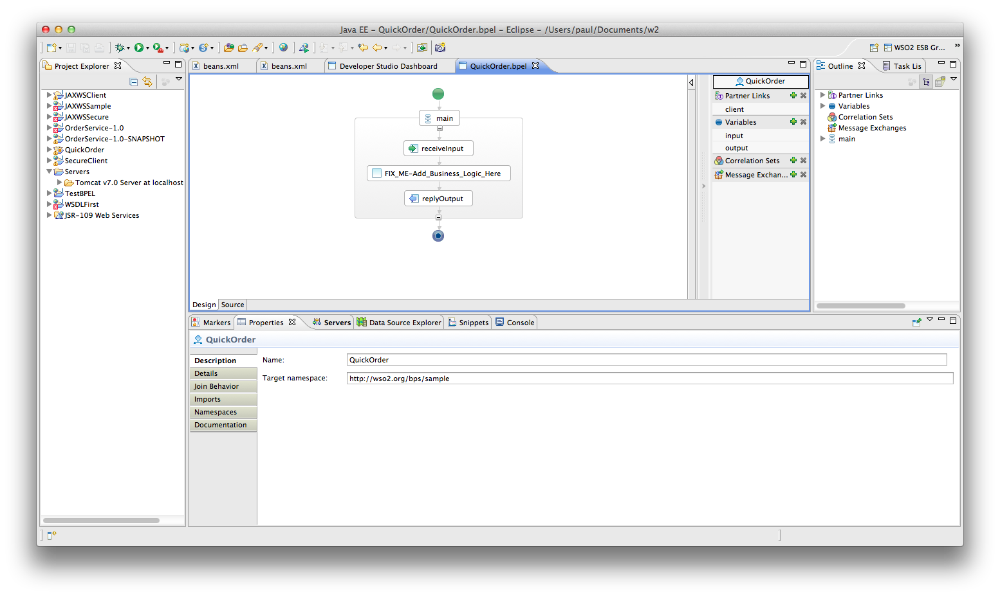 Java EE – QuickOrder/QuickOrder.bpel – Eclipse – /Users/paul/Documents/w2
WSO2 ESB Gr...
Project Explorer
JAXWSClient
JAXWSSample
JAXWSSecure
OrderService-1.0
OrderService-1.0-SNAPSHOT
QuickOrder
SecureClient
Servers
Tomcat v7.0 Server at localhost
TestBPEL
WSDLFirst
JSR-109 Web Services
beans.xml
beans.xml
Developer Studio Dashboard
QuickOrder.bpel
main
receiveInput
FIX_ME-Add_Business_Logic_Here
replyOutput
QuickOrder
Partner Links
client
Variables
input
output
Correlation Sets
Message Exchan...
Design
Source
Outline
Task Lis
Partner Links
Variables
Correlation Sets
Message Exchanges
main
Markers
Properties
Servers
Data Source Explorer
Snippets
Console
QuickOrder
Description
Details
Join Behavior
Imports
Namespaces
Documentation
Name:
QuickOrder
Target namespace:
http://wso2.org/bps/sample